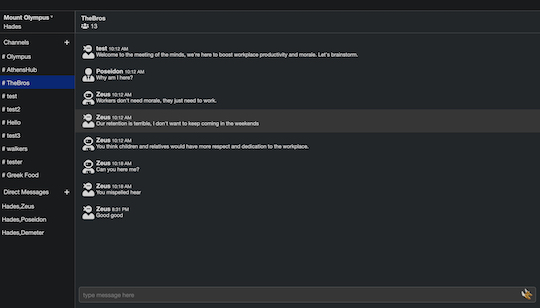 Mount Olympus
Hades
Channels +
# Olympus
# AthensHub
# TheBros
# test
# test2
# Hello
# test3
# walkers
# tester
# Greek Food
Direct Messages +
Hades,Zeus
Hades,Poseidon
Hades,Demeter
TheBros
13
test 10:12 AM
Welcome to the meeting of the minds, we're here to boost workplace productivity and morale. Let's brainstorm.
Poseidon 10:12 AM
Why am I here?
Zeus 10:12 AM
Workers don't need morale, they just need to work.
Zeus 10:12 AM
Our retention is terrible, I don't want to keep coming in the weekends
Zeus 10:12 AM
You think children and relatives would have more respect and dedication to the workplace.
Zeus 10:18 AM
Can you here me?
Zeus 10:18 AM
You mispelled hear
Zeus 8:31 PM
Good good
type message here